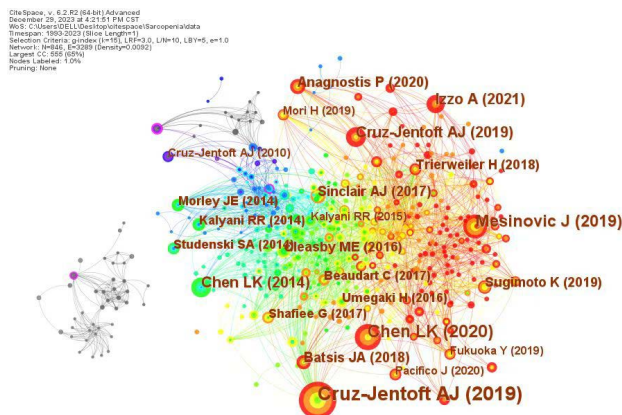 CiteSpace, v. 6.2.R2 (64-bit) Advanced
December 29, 2023 at 4:21:51 PM CST
WoS: C:\Users\DELL\Desktop\citespace\Sarcopenia\data
Timespan: 1993-2023 (Slice Length=1)
Selection Criteria: g-index (k=15), LRF=3.0, L/N=10, LBY=5, e=1.0
Network: N=846, E=3289 (Density=0.0092)
Largest CC: 555 (65%)
Nodes Labeled: 1.0%
Pruning: None
Anagnostis P (2020)
Izzo A (2021)
Mori H (2019)
Cruz-Jentoft AJ (2019)
Cruz-Jentoft AJ (2010)
Trierweiler H (2018)
Sinclair AJ (2017)
Morley JE (2014)
Kalyani RR (2015)
Kalyani RR (2014)
Mesinovic J (2019)
Studenski SA (2014)
Cleasby ME (2016)
Beaudart C (2017)
Chen LK (2014)
Sugimoto K (2019)
Umegaki H (2016)
Shafiee G (2017)
Chen LK (2020)
Fukuoka Y (2019)
Batsis JA (2018)
Pacifico J (2020)
Cruz-Jentoft AJ (2019)